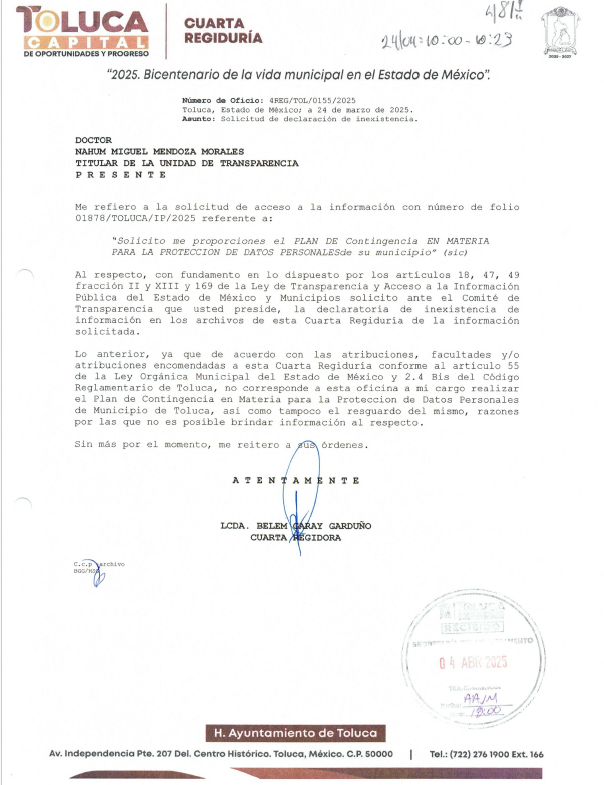 TOLUCA
CAPITAL
DE OPORTUNIDADES Y PROGRESO
CUARTA
REGIDURÍA
24/04=10:00-10:23
"2025. Bicentenario de la vida municipal en el Estado de México".
Número de Oficio: 4REG/TOL/0155/2025
Toluca, Estado de México; a 24 de marzo de 2025.
Asunto: Solicitud de declaración de inexistencia.
DOCTOR
NAHUM MIGUEL MENDOZA MORALES
TITULAR DE LA UNIDAD DE TRANSPARENCIA
P R E S E N T E
Me refiero a la solicitud de acceso a la información con número de folio
01878/TOLUCA/IP/2025 referente a:
"Solicito me proporciones el PLAN DE Contingencia EN MATERIA
PARA LA PROTECCION DE DATOS PERSONALESde su municipio" (sic)
Al respecto, con fundamento en lo dispuesto por los artículos 18, 47, 49
fracción II y XIII y 169 de la Ley de Transparencia y Acceso a la Información
Pública del Estado de México y Municipios solicito ante el Comité de
Transparencia que usted preside, la declaratoria de inexistencia de
información en los archivos de esta Cuarta Regiduría de la información
solicitada.
Lo anterior, ya que de acuerdo con las atribuciones, facultades y/o
atribuciones encomendadas a esta Cuarta Regiduría conforme al artículo 55
de la Ley Orgánica Municipal del Estado de México y 2.4 Bis del Código
Reglamentario de Toluca, no corresponde a esta oficina a mi cargo realizar
el Plan de Contingencia en Materia para la Proteccion de Datos Personales
de Municipio de Toluca, así como tampoco el resguardo del mismo, razones
por las que no es posible brindar información al respecto.
Sin más por el momento, me reitero a sus órdenes.
A T E N T A M E N T E
LCDA. BELEM GARAY GARDUÑO
CUARTA REGIDORA
C.c.p archivo
TOLUCA
RECIBIDO
04 ABR 2025
H. Ayuntamiento de Toluca
Av. Independencia Pte. 207 Del. Centro Histórico. Toluca, México. C.P. 50000 | Tel.: (722) 276 1900 Ext. 166